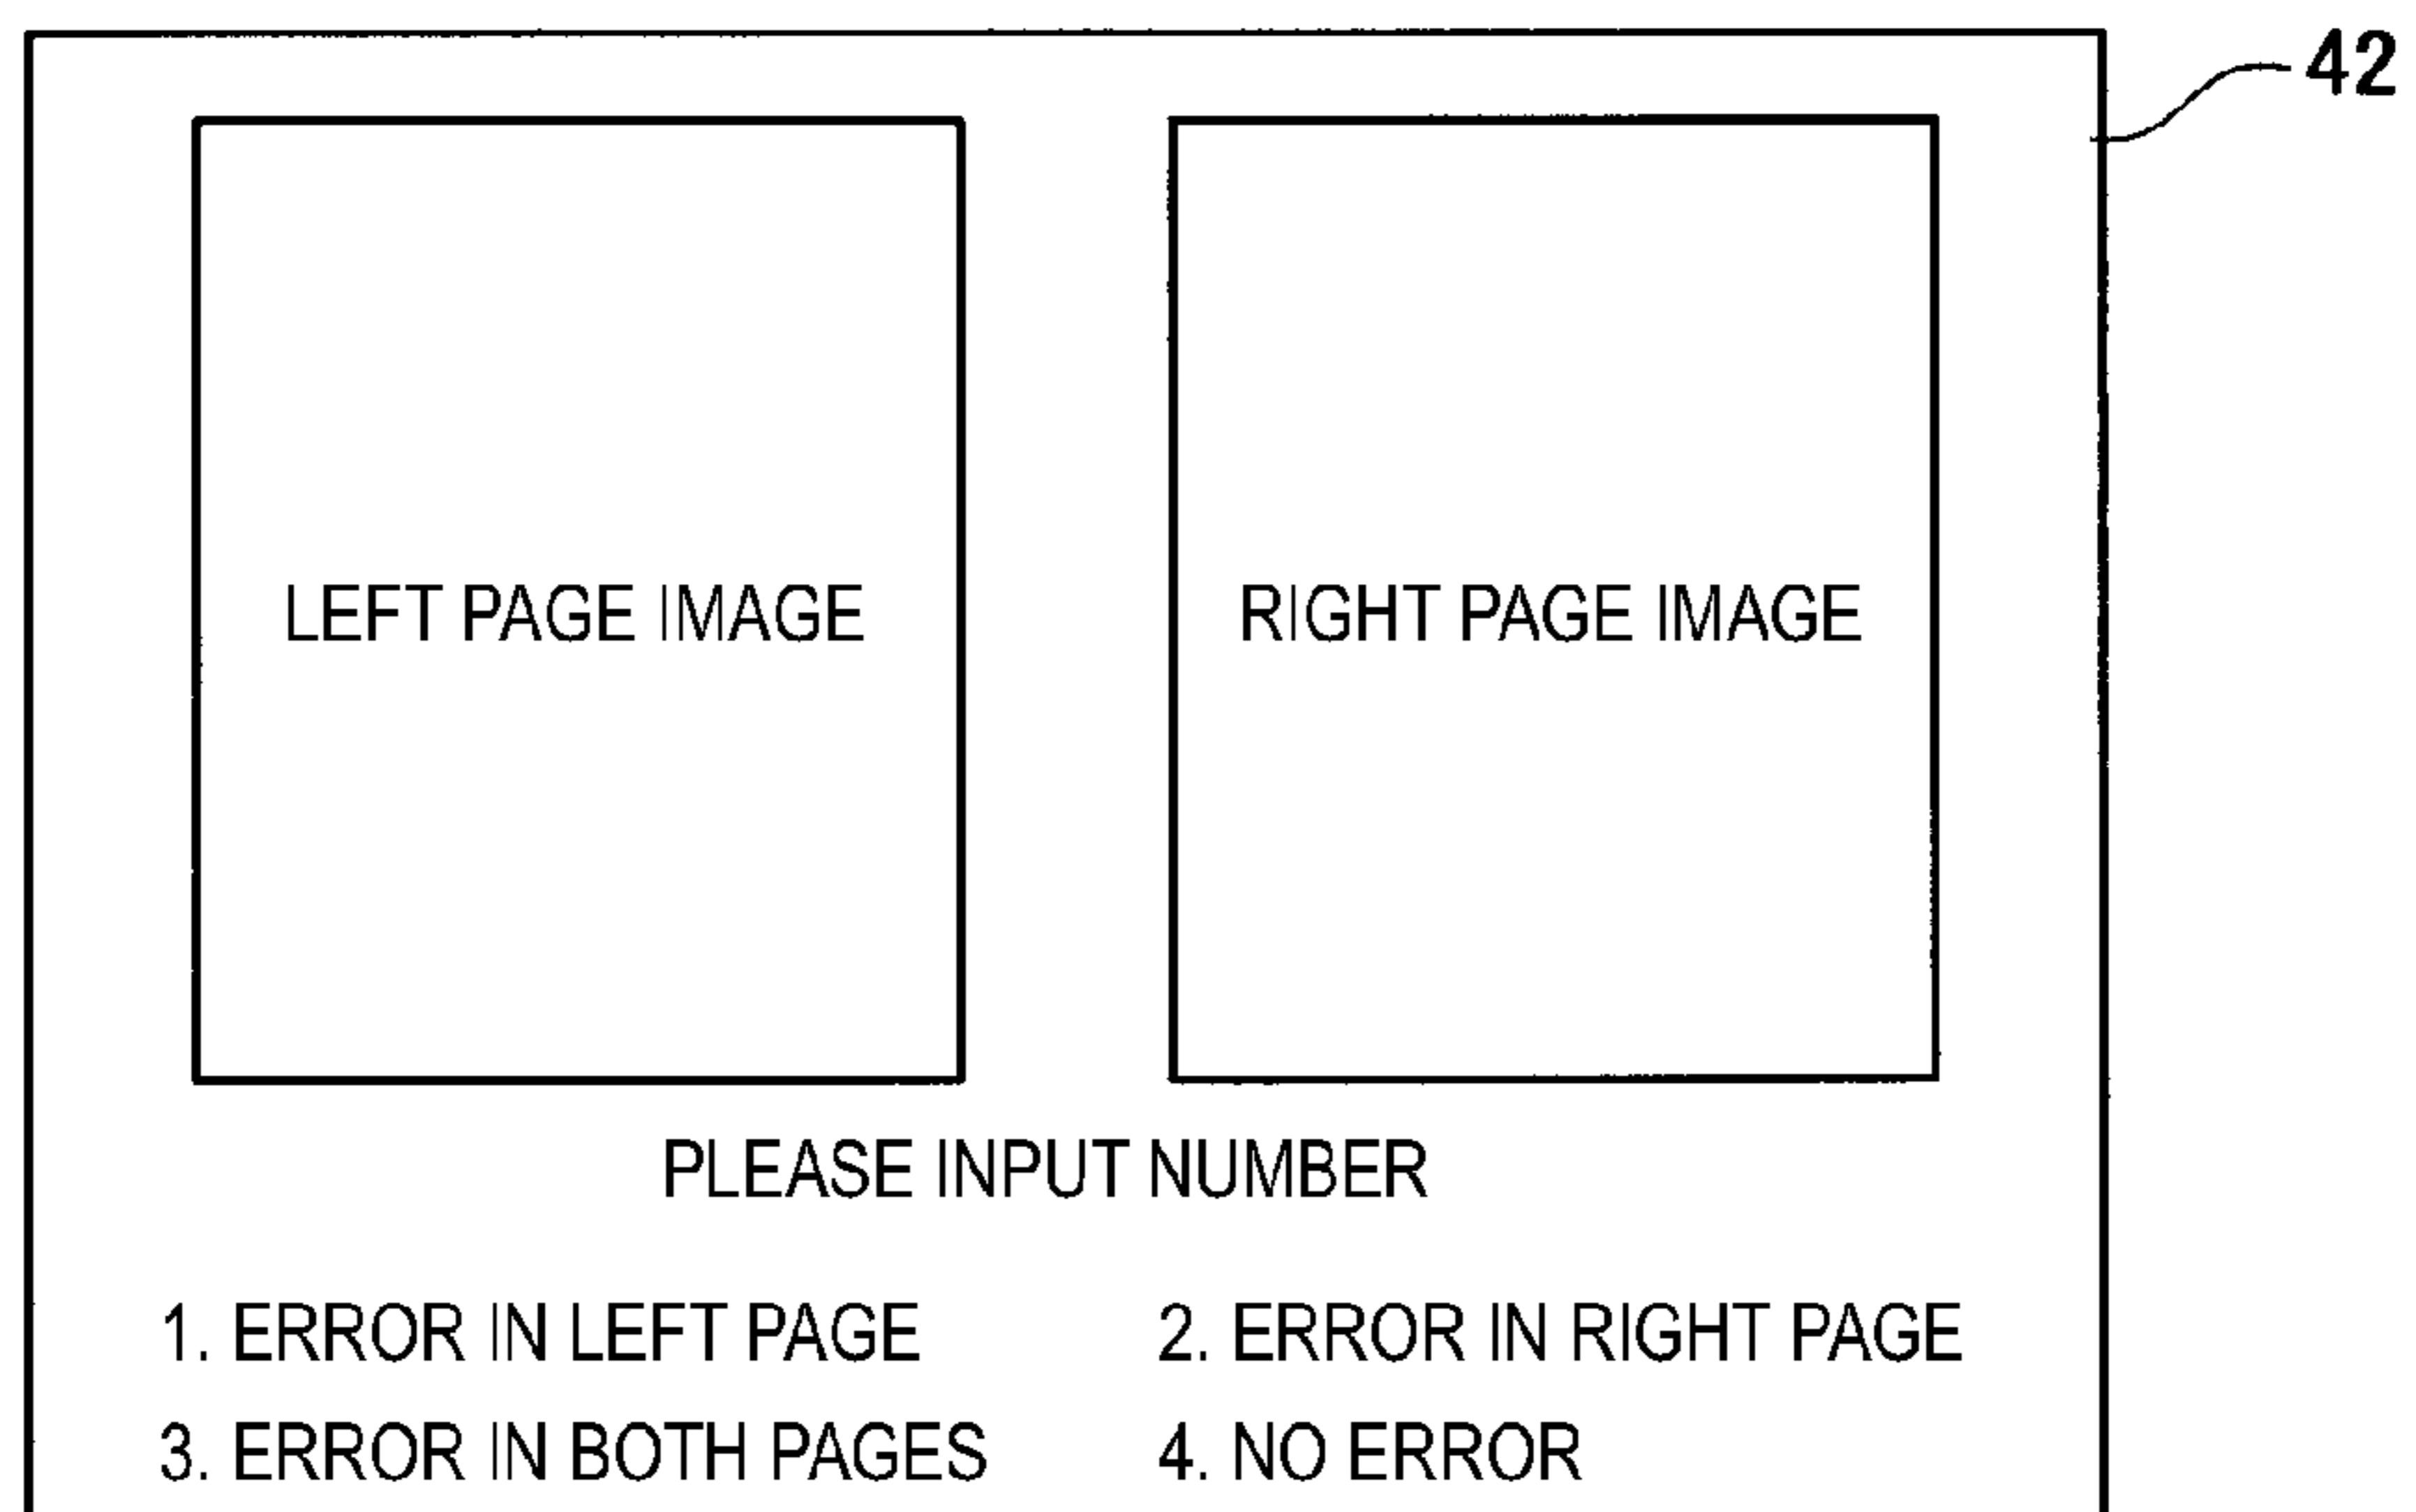 42
LEFT PAGE IMAGE
RIGHT PAGE IMAGE
PLEASE INPUT NUMBER
1. ERROR IN LEFT PAGE
2. ERROR IN RIGHT PAGE
3. ERROR IN BOTH PAGES
4. NO ERROR